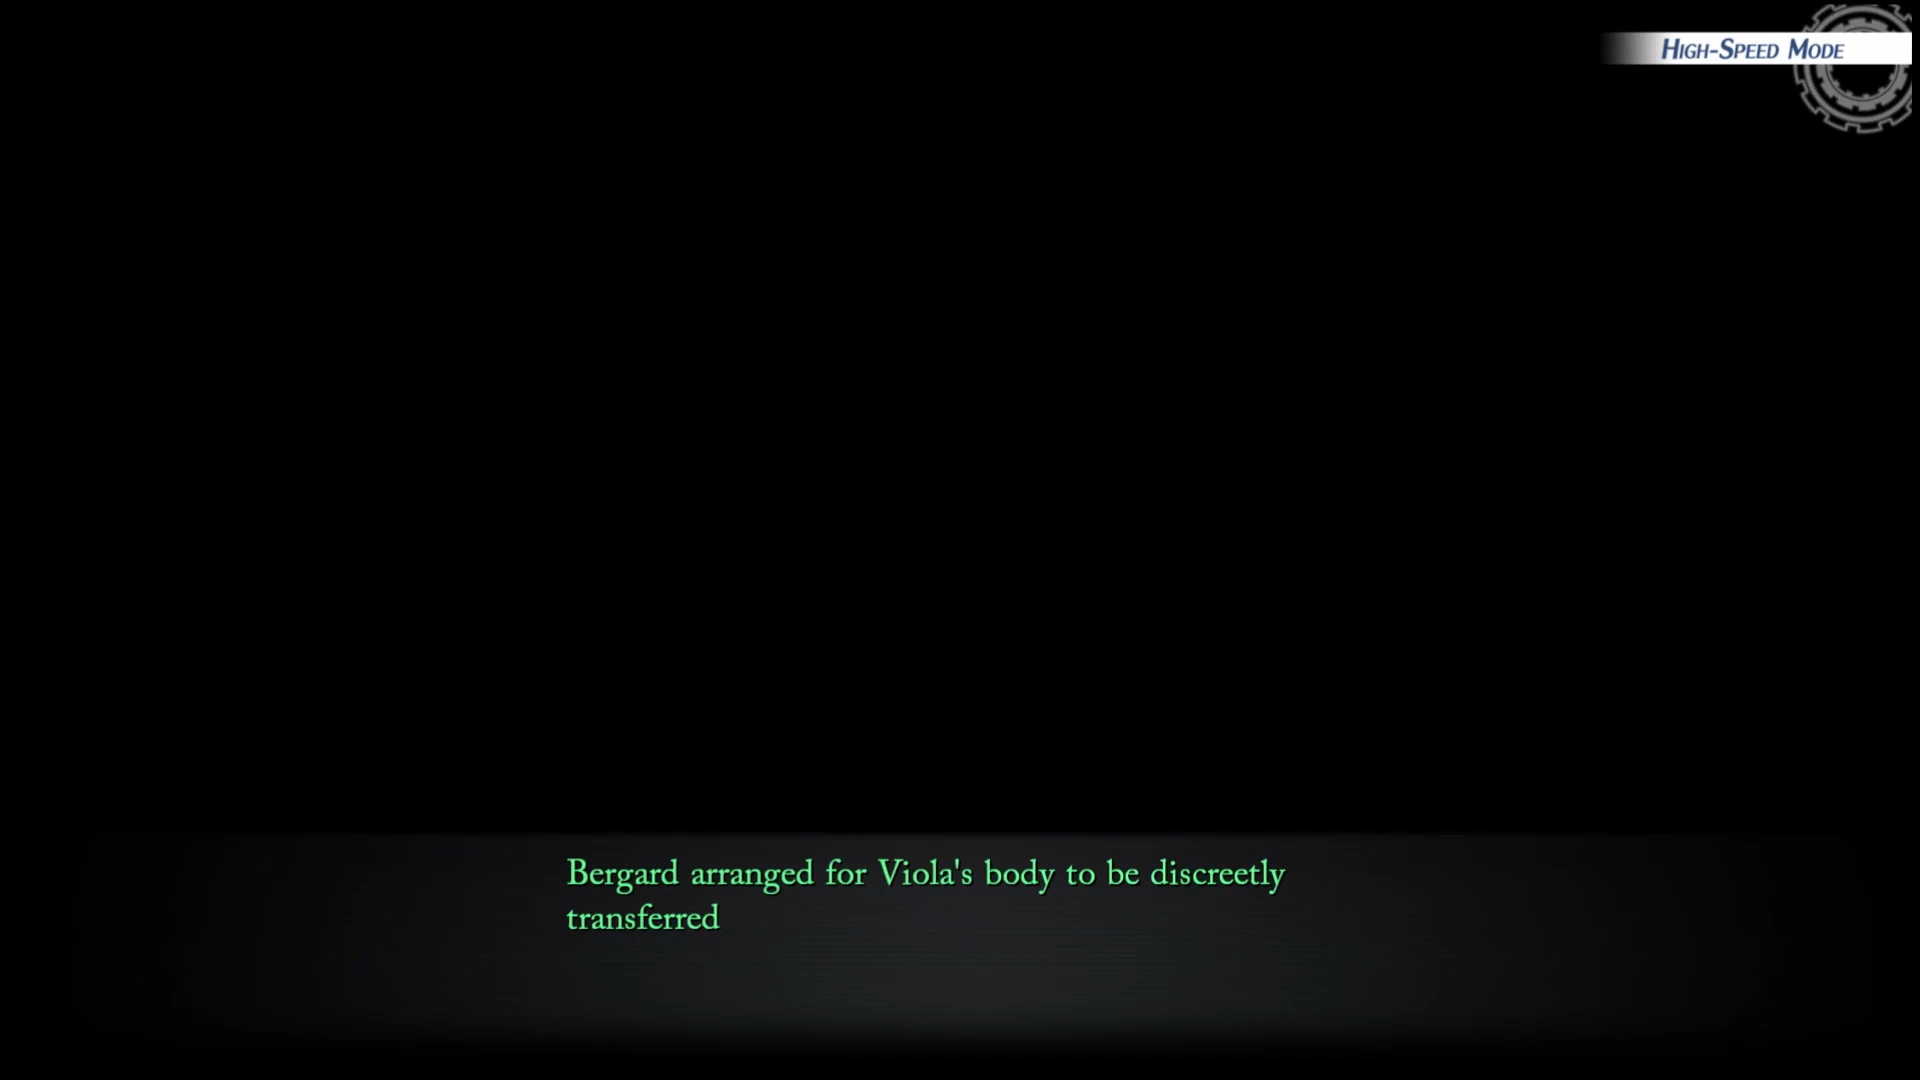 High-Speed Mode
Bergard arranged for Viola's body to be discreetly
transferred